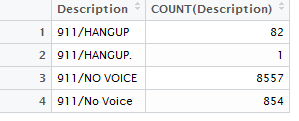 Description COUNT(Description)
1 911/HANGUP 82
2 911/HANGUP. 1
3 911/NO VOICE 8557
4 911/No Voice 854